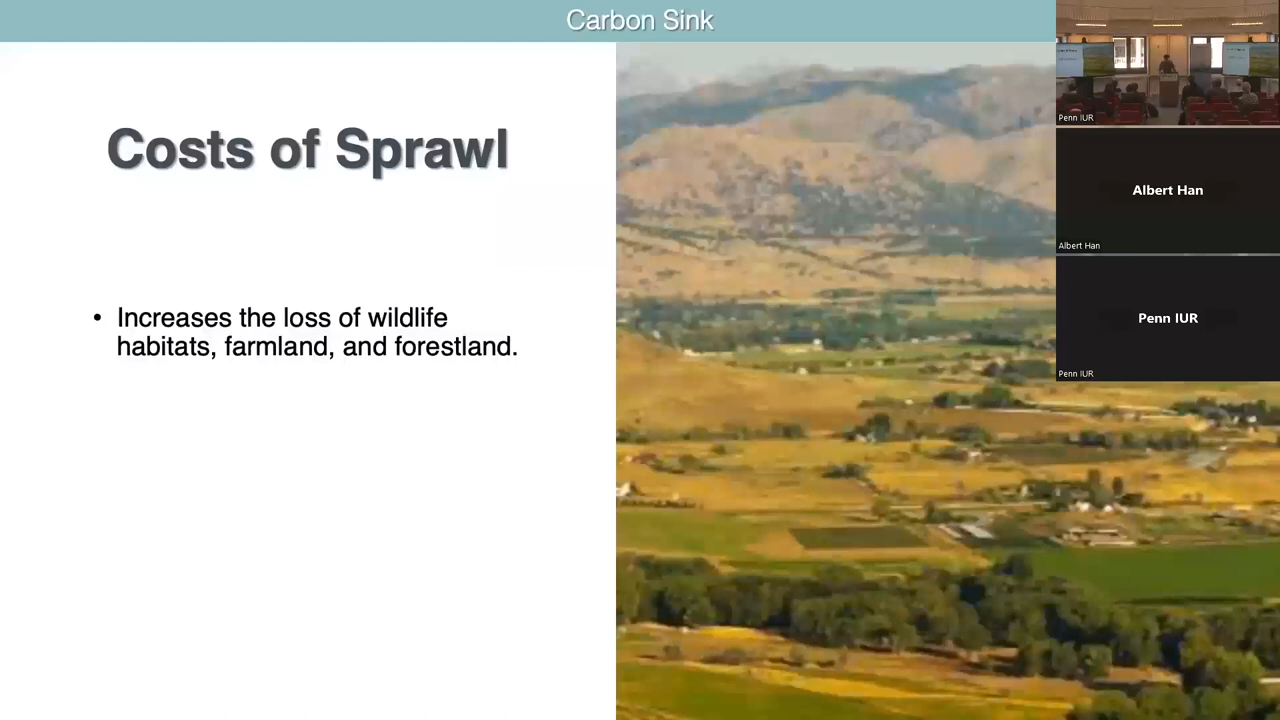 Carbon Sink
Costs of Sprawl
• Increases the loss of wildlife
habitats, farmland, and forestland.
Penn IUR
Albert Han
Albert Han
Penn IUR
Penn IUR